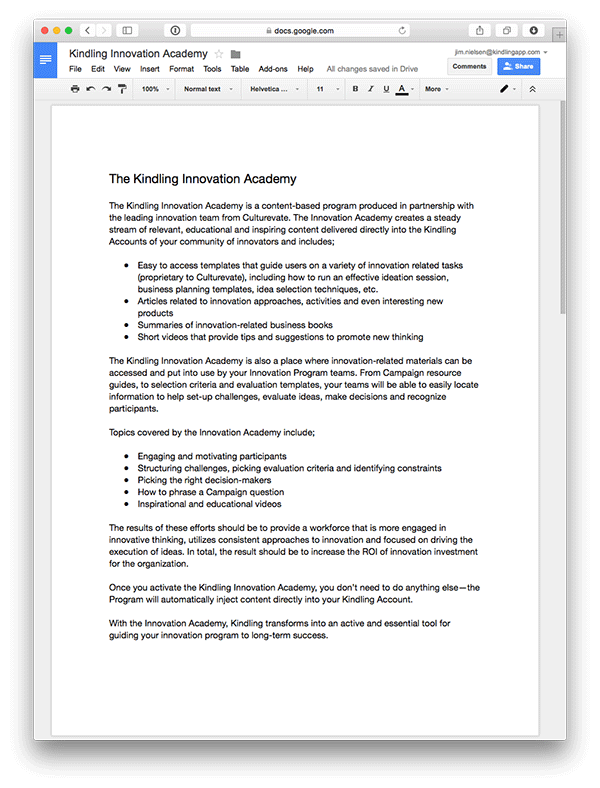 docs.google.com
Kindling Innovation Academy
jim.nielsen@kindlingapp.com
File Edit View Insert Format Tools Table Add-ons Help All changes saved in Drive
Comments
Share
100% Normal text Helvetica ... 11 B I U A More
The Kindling Innovation Academy
The Kindling Innovation Academy is a content-based program produced in partnership with
the leading innovation team from Culturevate. The Innovation Academy creates a steady
stream of relevant, educational and inspiring content delivered directly into the Kindling
Accounts of your community of innovators and includes;
● Easy to access templates that guide users on a variety of innovation related tasks
(proprietary to Culturevate), including how to run an effective ideation session,
business planning templates, idea selection techniques, etc.
● Articles related to innovation approaches, activities and even interesting new
products
● Summaries of innovation-related business books
● Short videos that provide tips and suggestions to promote new thinking
The Kindling Innovation Academy is also a place where innovation-related materials can be
accessed and put into use by your Innovation Program teams. From Campaign resource
guides, to selection criteria and evaluation templates, your teams will be able to easily locate
information to help set-up challenges, evaluate ideas, make decisions and recognize
participants.
Topics covered by the Innovation Academy include;
● Engaging and motivating participants
● Structuring challenges, picking evaluation criteria and identifying constraints
● Picking the right decision-makers
● How to phrase a Campaign question
● Inspirational and educational videos
The results of these efforts should be to provide a workforce that is more engaged in
innovative thinking, utilizes consistent approaches to innovation and focused on driving the
execution of ideas. In total, the result should be to increase the ROI of innovation investment
for the organization.
Once you activate the Kindling Innovation Academy, you don't need to do anything else—the
Program will automatically inject content directly into your Kindling Account.
With the Innovation Academy, Kindling transforms into an active and essential tool for
guiding your innovation program to long-term success.